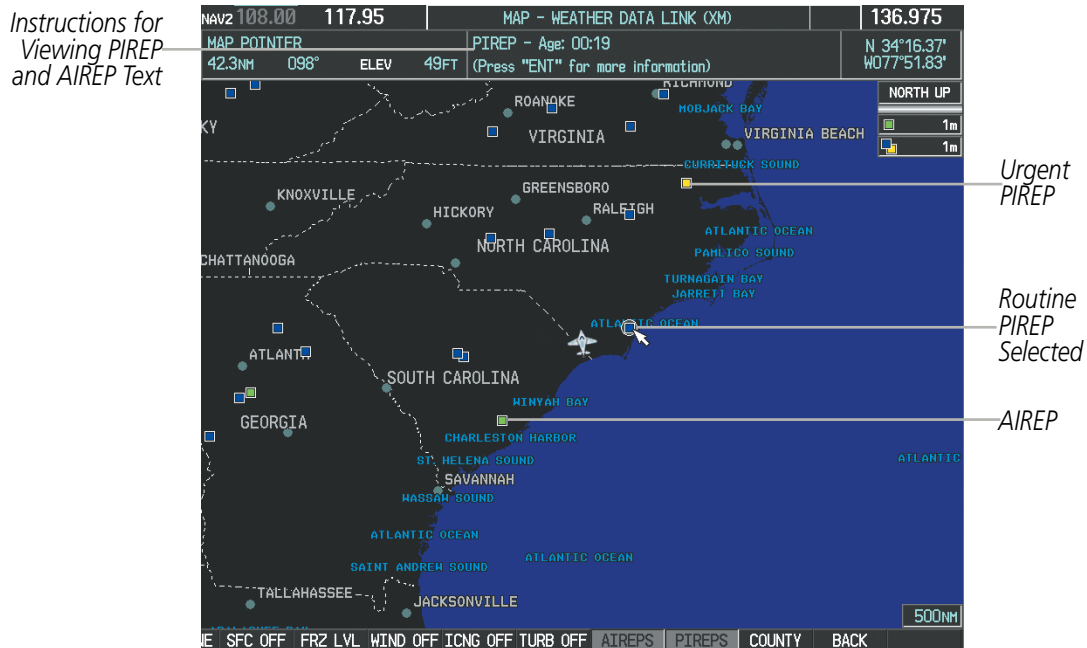 Instructions for
Viewing PIREP
and AIREP Text
NAV2 108.00 117.95
MAP - WEATHER DATA LINK (XM)
136.975
MAP POINTER
42.3NM 098° ELEV 49FT
PIREP - Age: 00:19
(Press "ENT" for more information)
N 34°16.37'
W077°51.83'
NORTH UP
1m
1m
RICHMOND
ROANOKE
MOBJACK BAY
KY
VIRGINIA
VIRGINIA BEACH
CURRITUCK SOUND
Urgent
PIREP
KNOXVILLE
GREENSBORO
HICKORY
RALEIGH
ATLANTIC OCEAN
NORTH CAROLINA
PAMLICO SOUND
CHATTANOOGA
TURNAGAIN BAY
JARRETT BAY
Routine
PIREP
Selected
ATLANTIC OCEAN
ATLANTA
SOUTH CAROLINA
WINYAH BAY
AIREP
GEORGIA
CHARLESTON HARBOR
ST. HELENA SOUND
ATLANTIC
SAVANNAH
WASSAW SOUND
ATLANTIC OCEAN
ATLANTIC OCEAN
SAINT ANDREW SOUND
TALLAHASSEE
JACKSONVILLE
500NM
NE SFC OFF FRZ LVL WIND OFF ICNG OFF TURB OFF AIREPS PIREPS COUNTY BACK